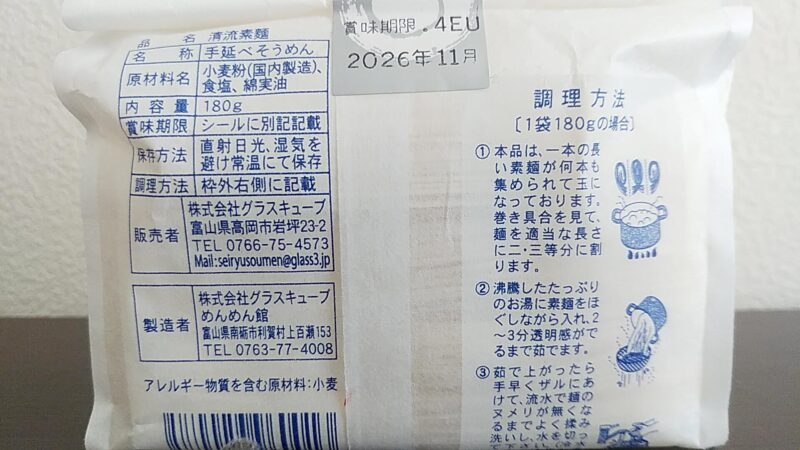 賞味期限.4EU
2026年11月
品名 清流素麺
名称 手延べそうめん
原材料名 小麦粉(国内製造)、
食塩、綿実油
内容量 180g
賞味期限 シールに別記記載
保存方法 直射日光、湿気を
避け常温にて保存
調理方法 枠外右側に記載
販売者 株式会社グラスキューブ
富山県高岡市岩坪23-2
TEL 0766-75-4573
Mail:seiryusoumen@glass3.jp
製造者 株式会社グラスキューブ
めんめん館
富山県南砺市利賀村上百瀬153
TEL 0763-77-4008
アレルギー物質を含む原材料:小麦
調理方法
〔1袋180gの場合〕
①本品は、一本の長
い素麺が何本も
集められて玉に
なっております。
巻き具合を見て、
麺を適当な長さ
に二・三等分に割
ります。
②沸騰したたっぷり
のお湯に素麺をほ
ぐしながら入れ、2
〜3分透明感がで
るまで茹でます。
③茹で上がったら
手早くザルにあ
けて、流水で麺の
ヌメリが無くな
るまでよく揉み
洗いし、水を切っ